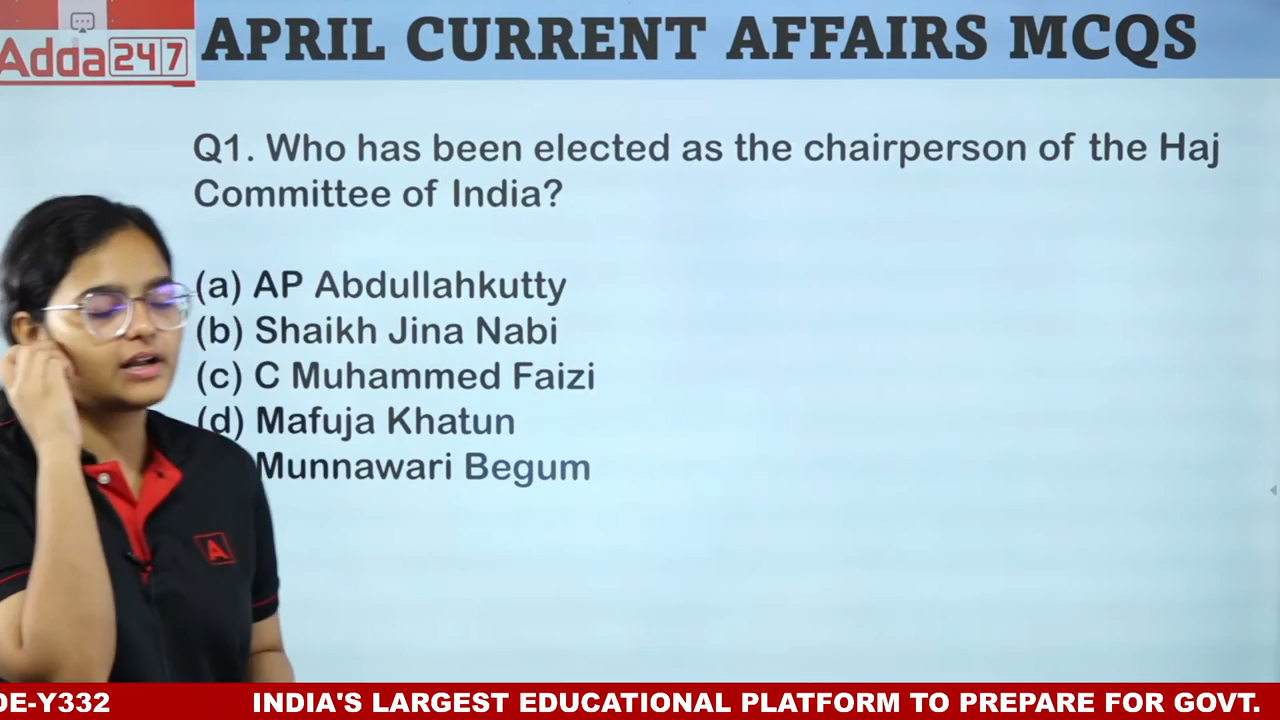 Adda 247
APRIL CURRENT AFFAIRS MCQS
Q1. Who has been elected as the chairperson of the Haj
Committee of India?
(a) AP Abdullahkutty
(b) Shaikh Jina Nabi
(c) C Muhammed Faizi
(d) Mafuja Khatun
Munnawari Begum
A
DE-Y332
INDIA'S LARGEST EDUCATIONAL PLATFORM TO PREPARE FOR GOVT.